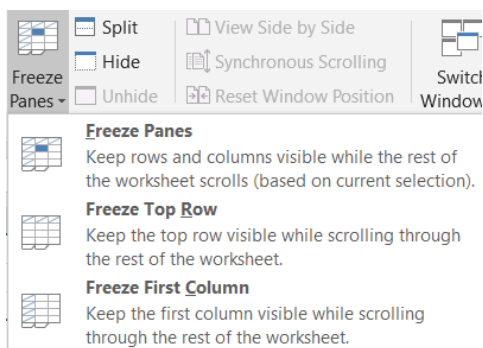 Split
View Side by Side
Hide
Synchronous Scrolling
Freeze
Panes
Unhide
Reset Window Position
Switch
Window
Freeze Panes
Keep rows and columns visible while the rest of
the worksheet scrolls (based on current selection).
Freeze Top Row
Keep the top row visible while scrolling through
the rest of the worksheet.
Freeze First Column
Keep the first column visible while scrolling
through the rest of the worksheet.